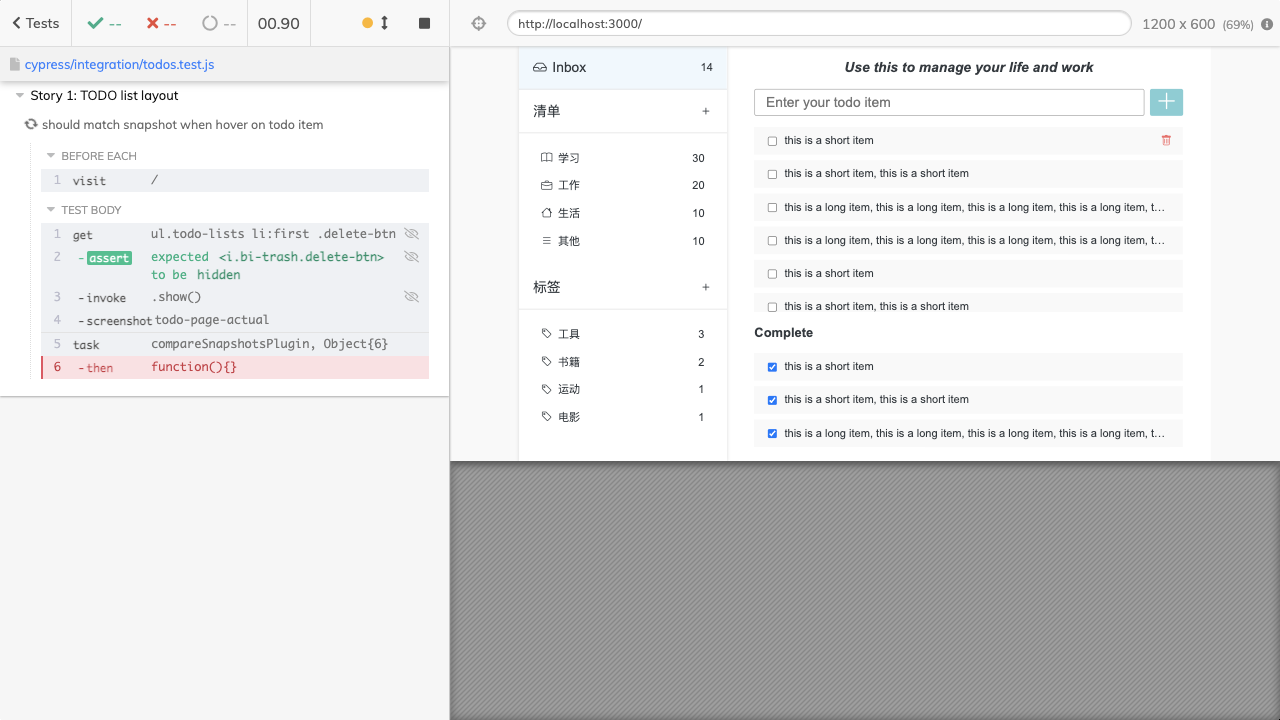 Tests
--
--
--
00.90
http://localhost:3000/
1200 x 600 (69%)
cypress/integration/todos.test.js
Story 1: TODO list layout
should match snapshot when hover on todo item
BEFORE EACH
1 visit /
TEST BODY
1 get ul.todo-lists li:first .delete-btn
2 -assert expected <i.bi-trash.delete-btn>
to be hidden
3 -invoke .show()
4 -screenshot todo-page-actual
5 task compareSnapshotsPlugin, Object{6}
6 -then function(){}
Inbox 14
清单 +
学习 30
工作 20
生活 10
其他 10
标签 +
工具 3
书籍 2
运动 1
电影 1
Use this to manage your life and work
Enter your todo item +
this is a short item
this is a short item, this is a short item
this is a long item, this is a long item, this is a long item, this is a long item, t...
this is a long item, this is a long item, this is a long item, this is a long item, t...
this is a short item
this is a short item, this is a short item
Complete
this is a short item
this is a short item, this is a short item
this is a long item, this is a long item, this is a long item, this is a long item, t...